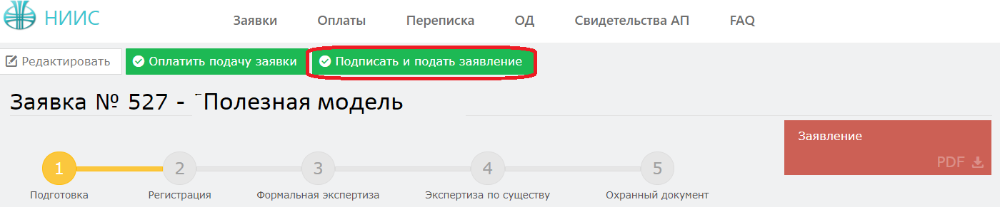 НИИС Заявки Оплаты Переписка ОД Свидетельства АП FAQ
Редактировать Оплатить подачу заявки Подписать и подать заявление
Заявка № 527 - Полезная модель
Заявление
PDF
1 2 3 4 5
Подготовка Регистрация Формальная экспертиза Экспертиза по существу Охранный документ